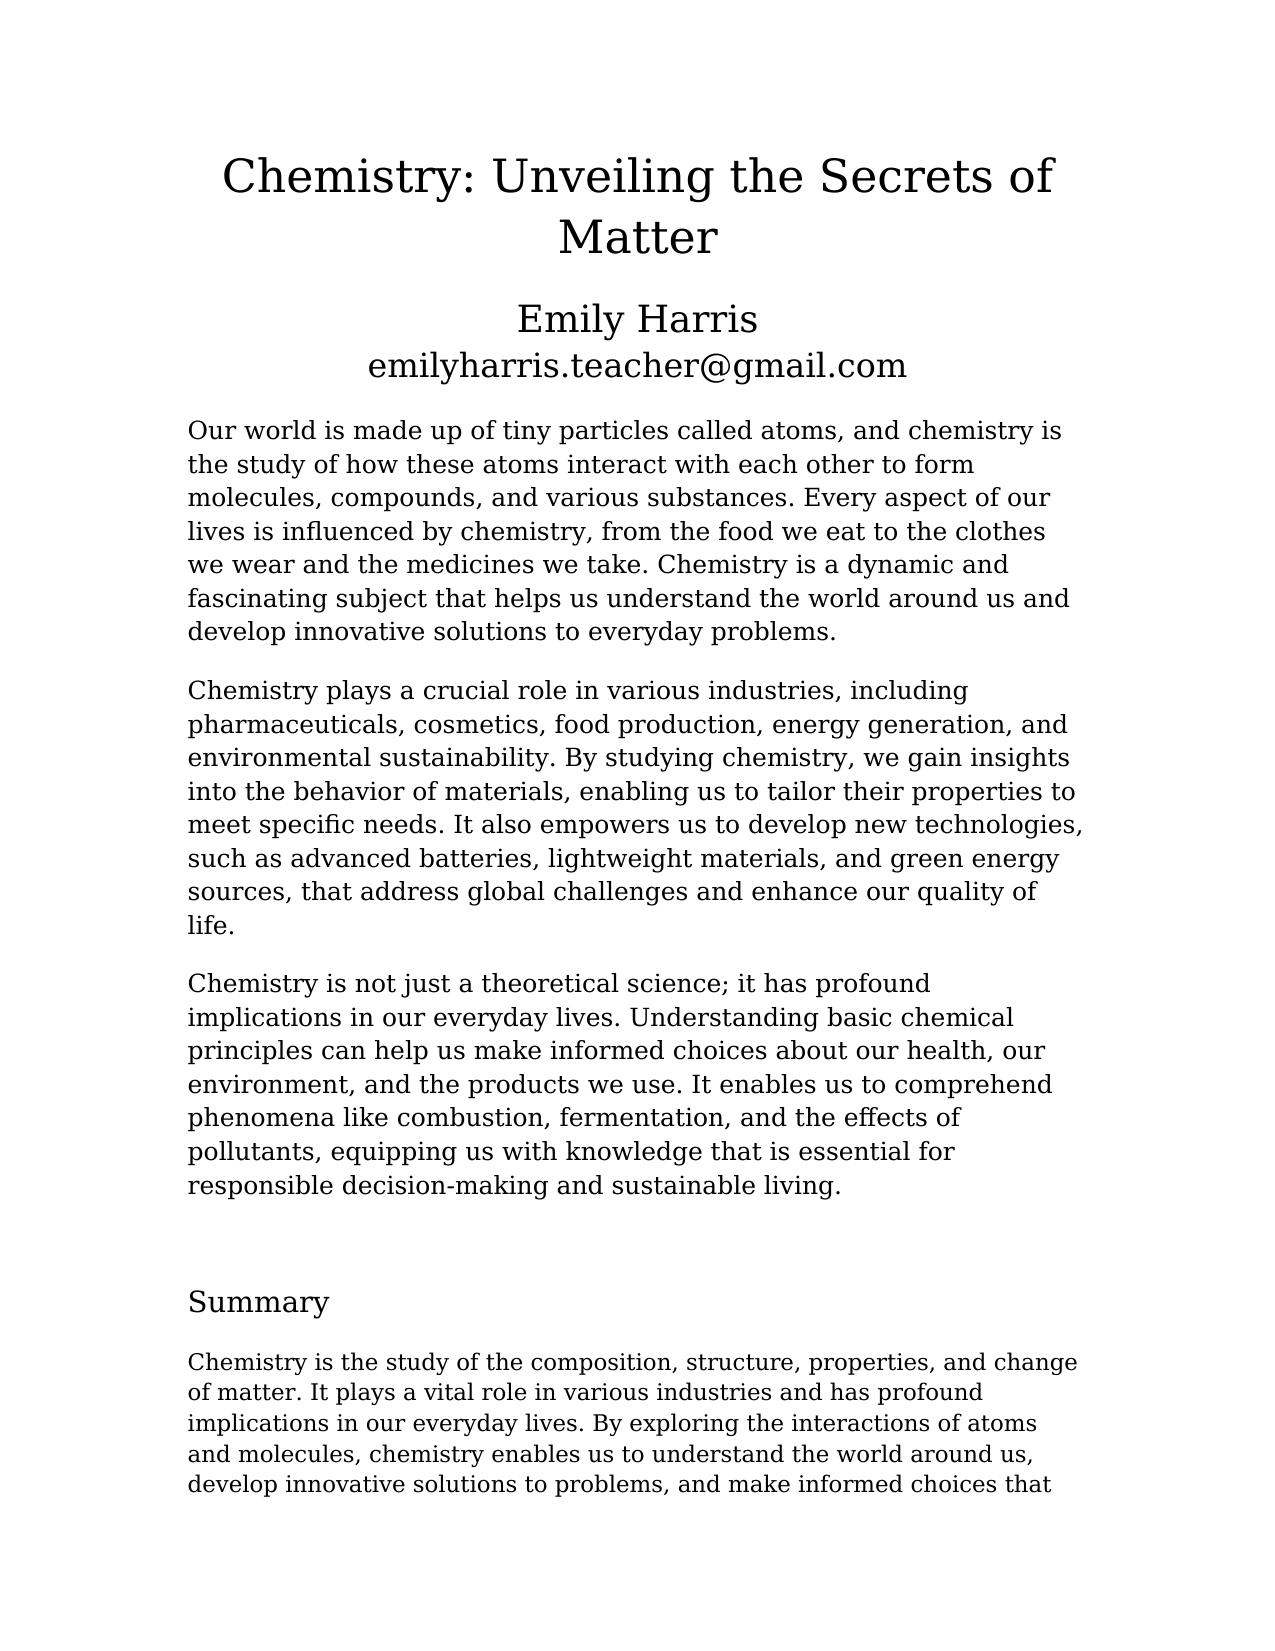 Chemistry: Unveiling the Secrets of
Matter
Emily Harris
emilyharris.teacher@gmail.com
Our world is made up of tiny particles called atoms, and chemistry is
the study of how these atoms interact with each other to form
molecules, compounds, and various substances. Every aspect of our
lives is influenced by chemistry, from the food we eat to the clothes
we wear and the medicines we take. Chemistry is a dynamic and
fascinating subject that helps us understand the world around us and
develop innovative solutions to everyday problems.
Chemistry plays a crucial role in various industries, including
pharmaceuticals, cosmetics, food production, energy generation, and
environmental sustainability. By studying chemistry, we gain insights
into the behavior of materials, enabling us to tailor their properties to
meet specific needs. It also empowers us to develop new technologies,
such as advanced batteries, lightweight materials, and green energy
sources, that address global challenges and enhance our quality of
life.
Chemistry is not just a theoretical science; it has profound
implications in our everyday lives. Understanding basic chemical
principles can help us make informed choices about our health, our
environment, and the products we use. It enables us to comprehend
phenomena like combustion, fermentation, and the effects of
pollutants, equipping us with knowledge that is essential for
responsible decision-making and sustainable living.
Summary
Chemistry is the study of the composition, structure, properties, and change
of matter. It plays a vital role in various industries and has profound
implications in our everyday lives. By exploring the interactions of atoms
and molecules, chemistry enables us to understand the world around us,
develop innovative solutions to problems, and make informed choices that